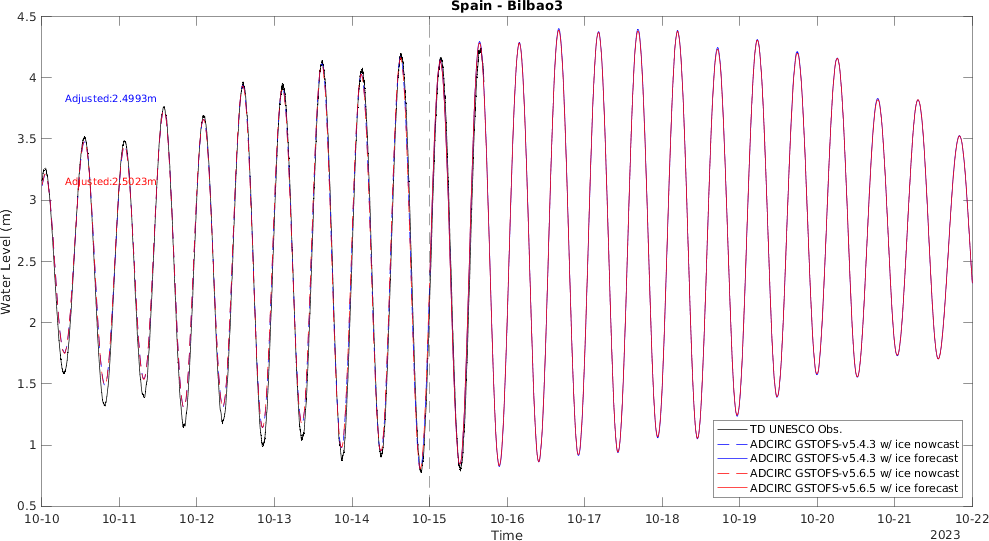 Spain - Bilbao3
4.5
4
3.5
3
2.5
2
1.5
1
0.5
Water Level (m)
Adjusted:2.4993m
Adjusted:2.5023m
TD UNESCO Obs.
ADCIRC GSTOFS-v5.4.3 w/ ice nowcast
ADCIRC GSTOFS-v5.4.3 w/ ice forecast
ADCIRC GSTOFS-v5.6.5 w/ ice nowcast
ADCIRC GSTOFS-v5.6.5 w/ ice forecast
10-10 10-11 10-12 10-13 10-14 10-15 10-16 10-17 10-18 10-19 10-20 10-21 10-22
Time
2023